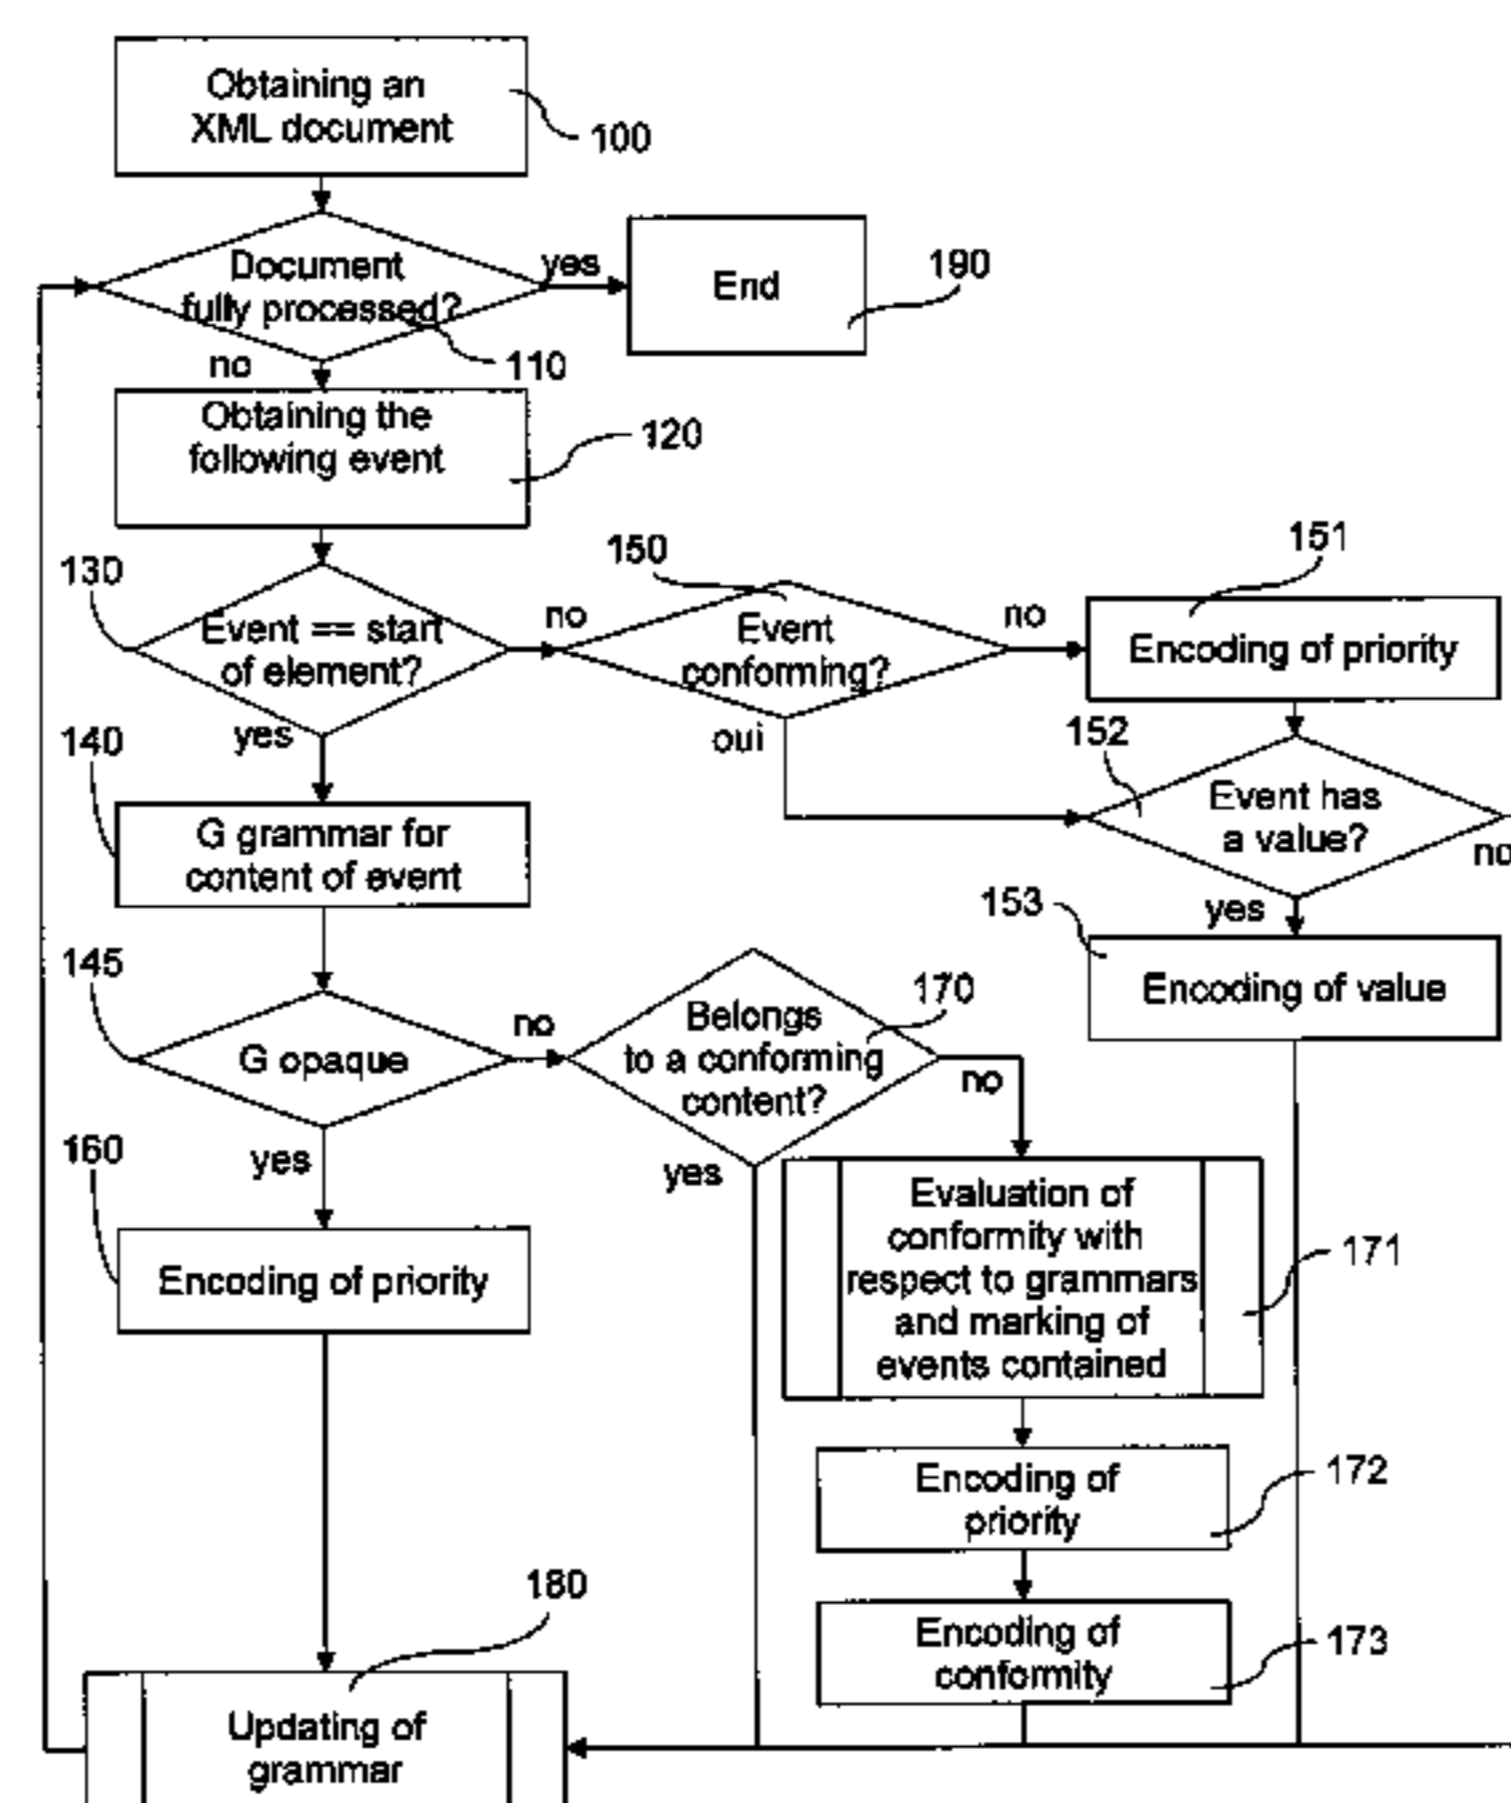 Obtaining an
XML document
100
Document
fully processed?
yes
End
190
no
110
Obtaining the
following event
120
130
Event == start
of element?
no
150
Event
conforming?
no
151
Encoding of priority
yes
oui
152
Event has
a value?
no
140
G grammar for
content of event
yes
153
Encoding of value
145
G opaque
no
Belongs
to a conforming
content?
170
no
yes
yes
160
Encoding of priority
Evaluation of
conformity with
respect to grammars
and marking of
events contained
171
Encoding of
priority
172
Encoding of
conformity
173
180
Updating of
grammar